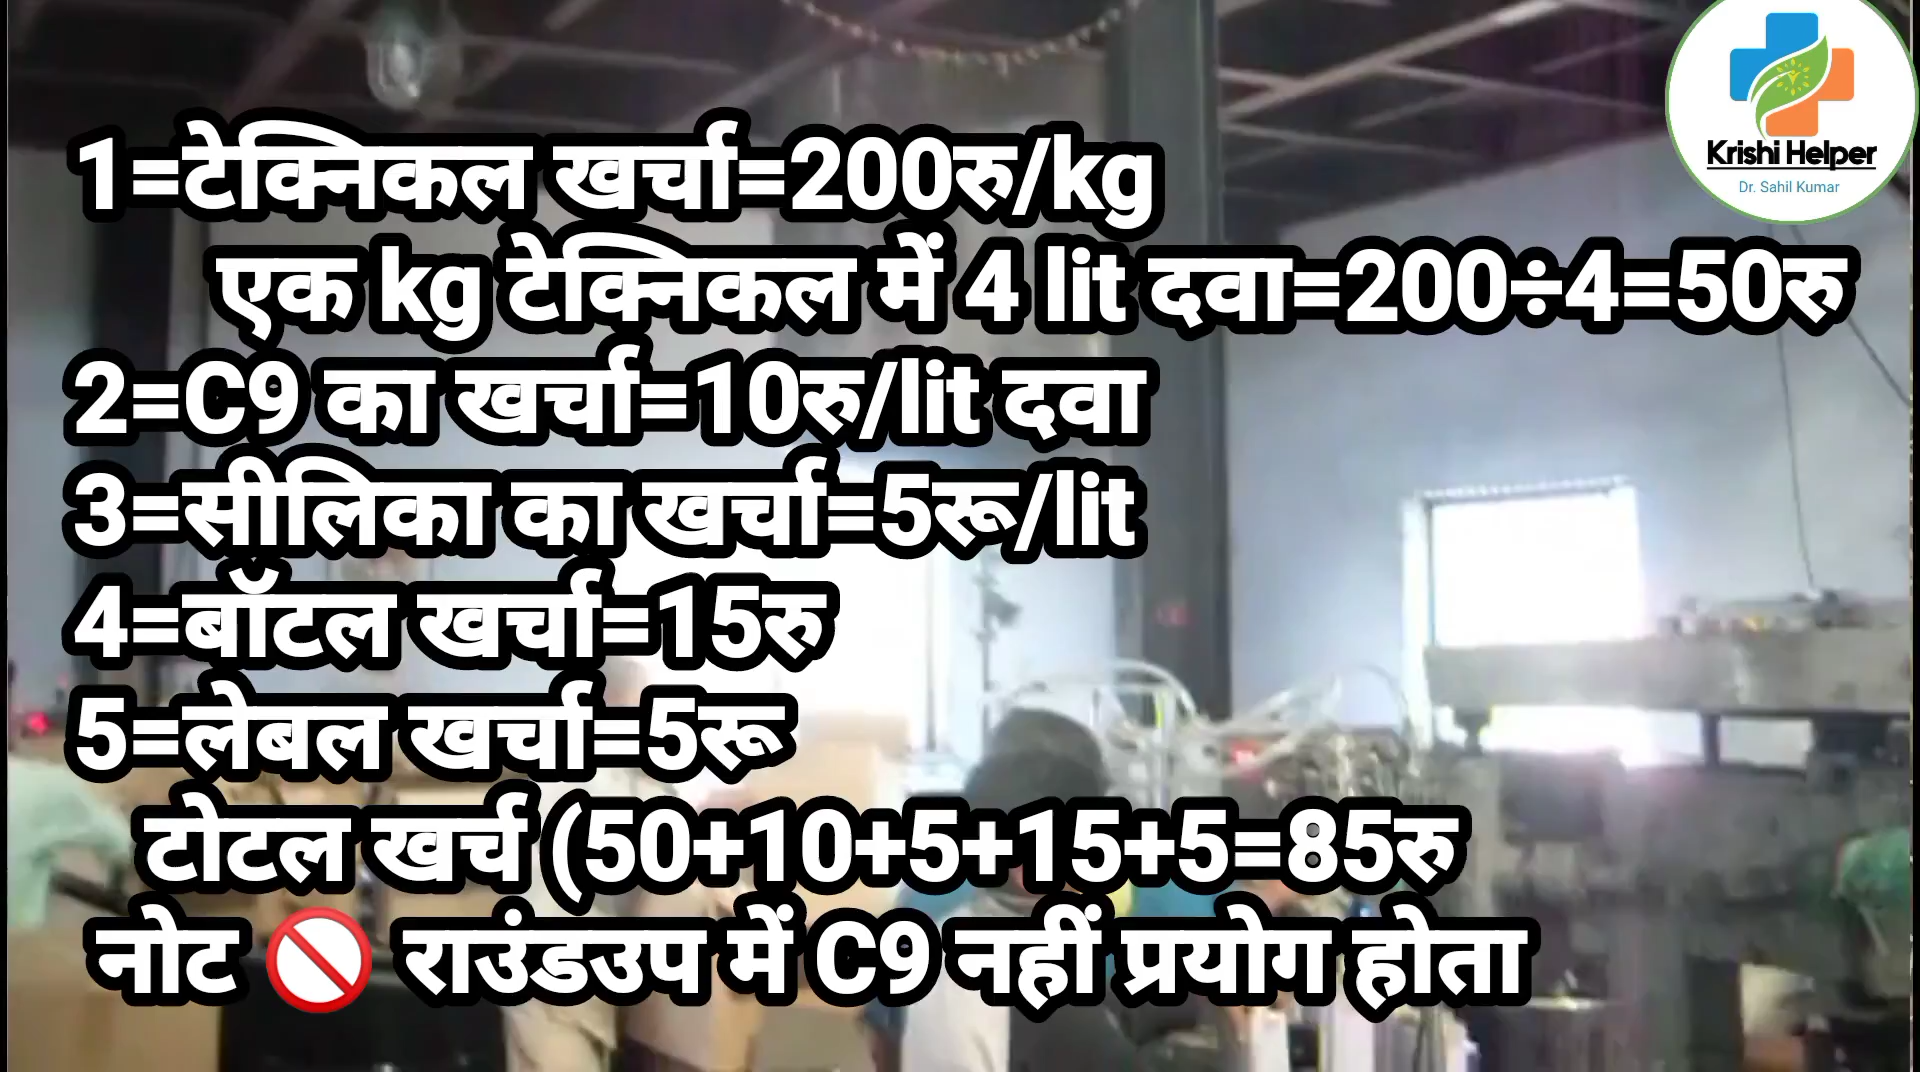 Krishi Helper
Dr. Sahil Kumar
1=टेक्निकल खर्चा=200रु/kg
एक kg टेक्निकल में 4 lit दवा=200÷4=50रु
2=C9 का खर्चा=10रु/lit दवा
3=सीलिका का खर्चा=5रू/lit
4=बॉटल खर्चा=15रु
5=लेबल खर्चा=5रू
टोटल खर्च (50+10+5+15+5=85रु
नोट 🚫 राउंडउप में C9 नहीं प्रयोग होता